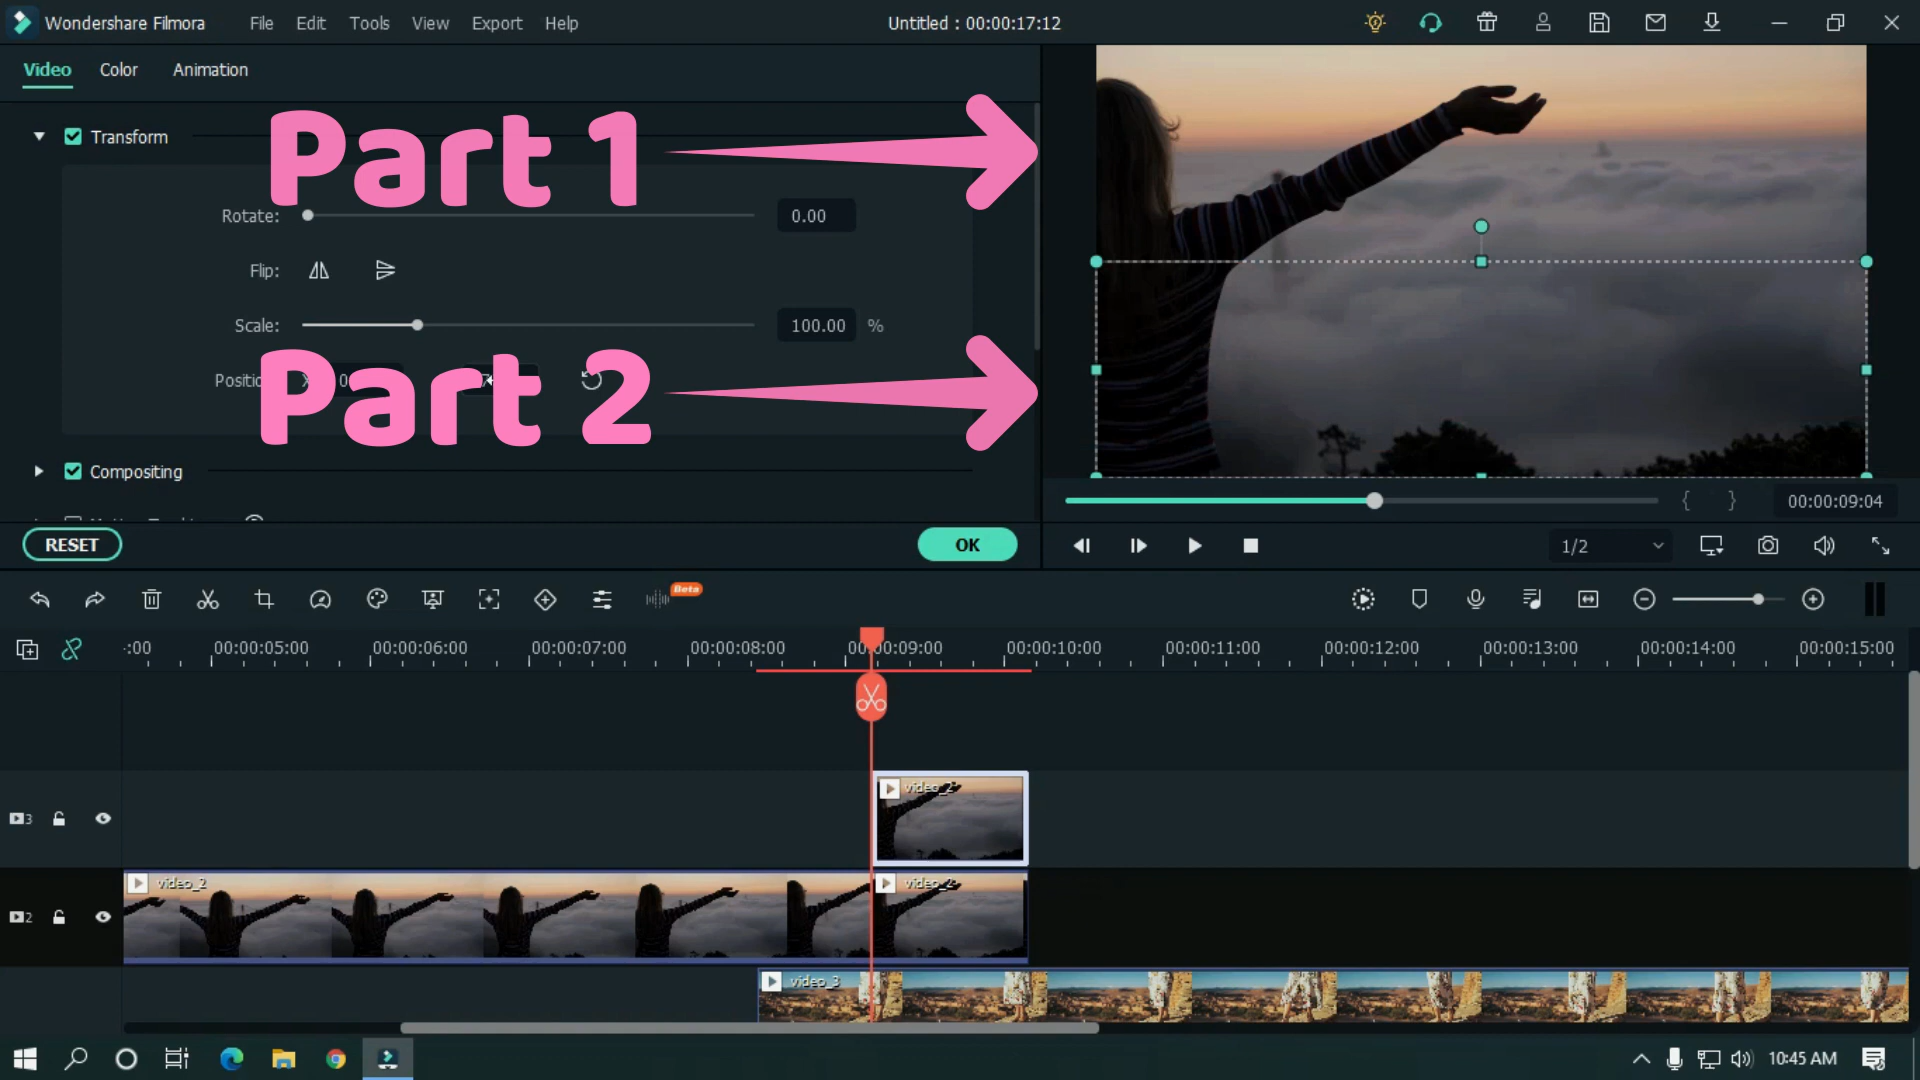 Wondershare Filmora File Edit Tools View Export Help Untitled : 00:00:17:12
Video Color Animation
Transform
Part 1
Rotate: 0.00
Flip:
Scale: 100.00 %
Part 2
Compositing
RESET OK
{ } 00:00:09:04
1/2
Beta
:00 00:00:05:00 00:00:06:00 00:00:07:00 00:00:08:00 00:00:09:00 00:00:10:00 00:00:11:00 00:00:12:00 00:00:13:00 00:00:14:00 00:00:15:00
video_2
3
video_2 video_2
2
video_3
10:45 AM